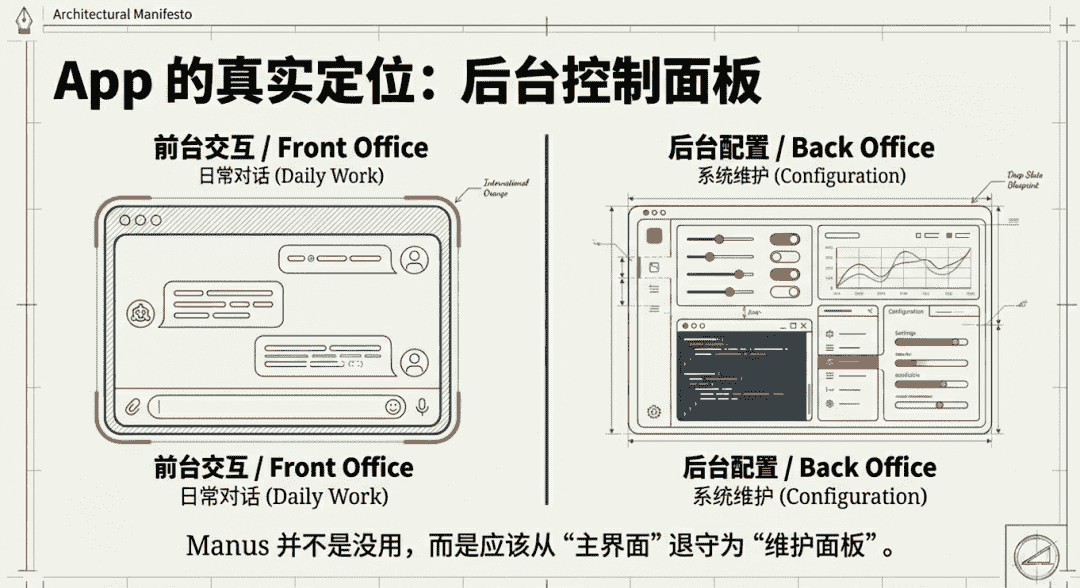 Architectural Manifesto
App 的真实定位：后台控制面板
前台交互 / Front Office
日常对话 (Daily Work)
International
Orange
后台配置 / Back Office
系统维护 (Configuration)
Deep Slate
Blueprint
Configuration
Settings
前台交互 / Front Office
日常对话 (Daily Work)
后台配置 / Back Office
系统维护 (Configuration)
Manus 并不是没用，而是应该从 “主界面” 退守为 “维护面板” 。